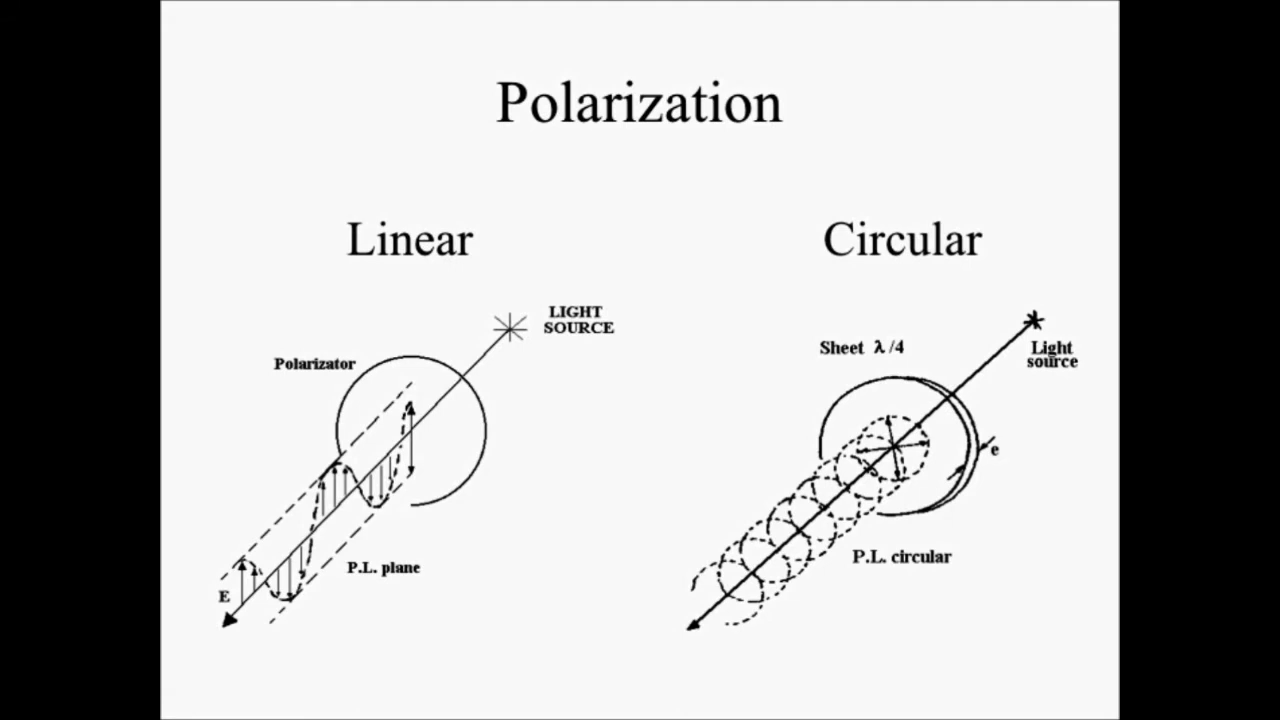 Polarization
Linear
Circular
LIGHT
SOURCE
Polarizator
P.L. plane
E
Sheet λ/4
Light
source
e
P.L. circular